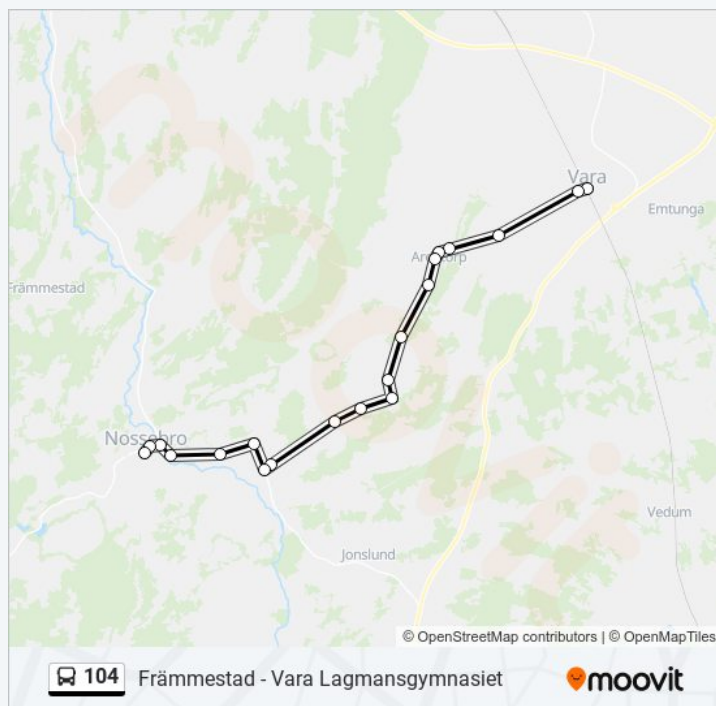 Vara
Emtunga
Främmestad
Nossebro
Vedum
Jonslund
© OpenStreetMap contributors | © OpenMapTiles
104 Främmestad - Vara Lagmansgymnasiet
moovit